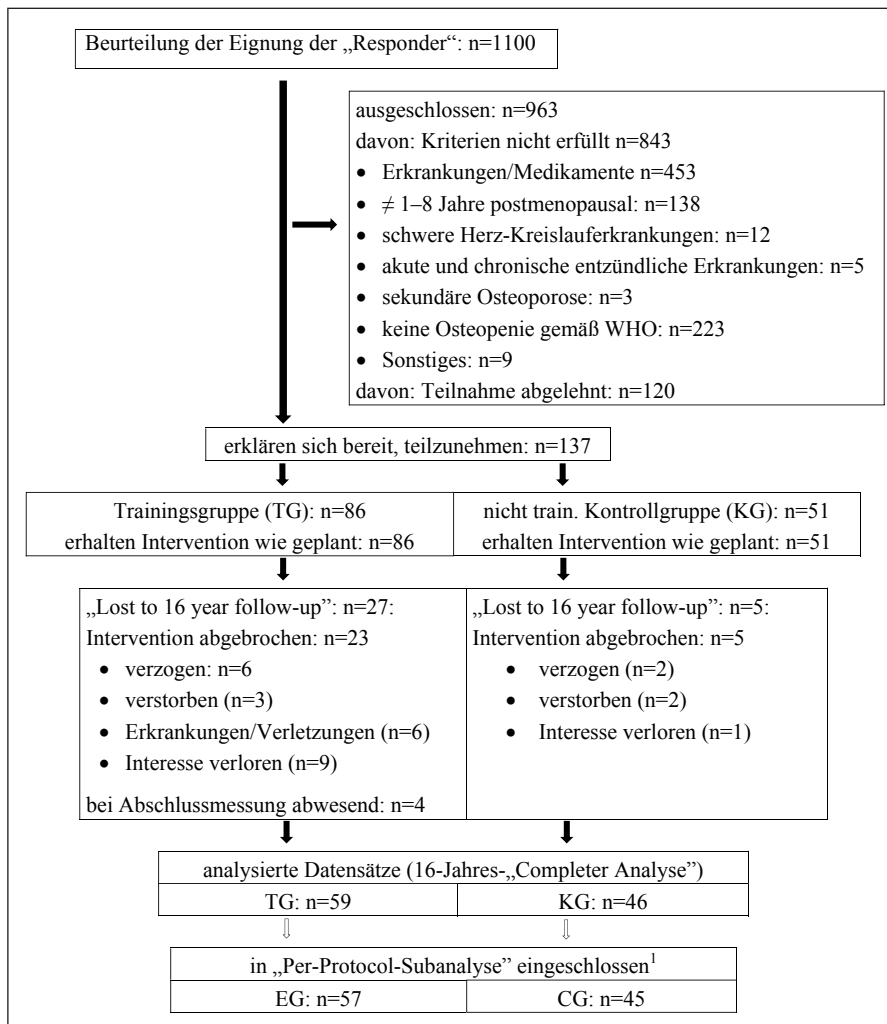 Beurteilung der Eignung der „Responder“: n=1100
ausgeschlossen: n=963
davon: Kriterien nicht erfüllt n=843
• Erkrankungen/Medikamente n=453
• ≠ 1–8 Jahre postmenopausal: n=138
• schwere Herz-Kreislauferkrankungen: n=12
• akute und chronische entzündliche Erkrankungen: n=5
• sekundäre Osteoporose: n=3
• keine Osteopenie gemäß WHO: n=223
• Sonstiges: n=9
davon: Teilnahme abgelehnt: n=120
erklären sich bereit, teilzunehmen: n=137
Trainingsgruppe (TG): n=86
erhalten Intervention wie geplant: n=86
nicht train. Kontrollgruppe (KG): n=51
erhalten Intervention wie geplant: n=51
„Lost to 16 year follow-up”: n=27:
Intervention abgebrochen: n=23
• verzogen: n=6
• verstorben (n=3)
• Erkrankungen/Verletzungen (n=6)
• Interesse verloren (n=9)
bei Abschlussmessung abwesend: n=4
„Lost to 16 year follow-up”: n=5:
Intervention abgebrochen: n=5
• verzogen (n=2)
• verstorben (n=2)
• Interesse verloren (n=1)
analysierte Datensätze (16-Jahres-„Completer Analyse”)
TG: n=59
KG: n=46
in „Per-Protocol-Subanalyse” eingeschlossen¹
EG: n=57
CG: n=45